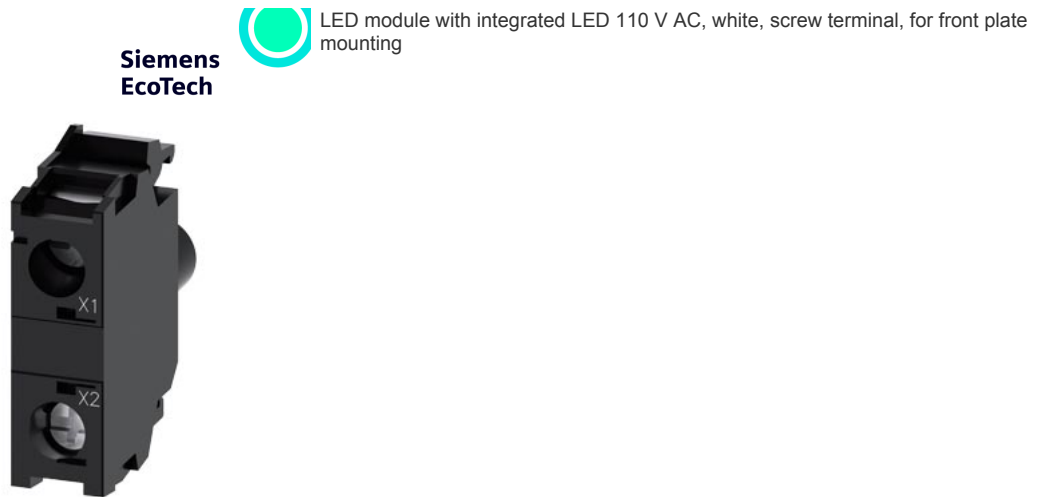 LED module with integrated LED 110 V AC, white, screw terminal, for front plate
mounting
Siemens
EcoTech
X1
X2